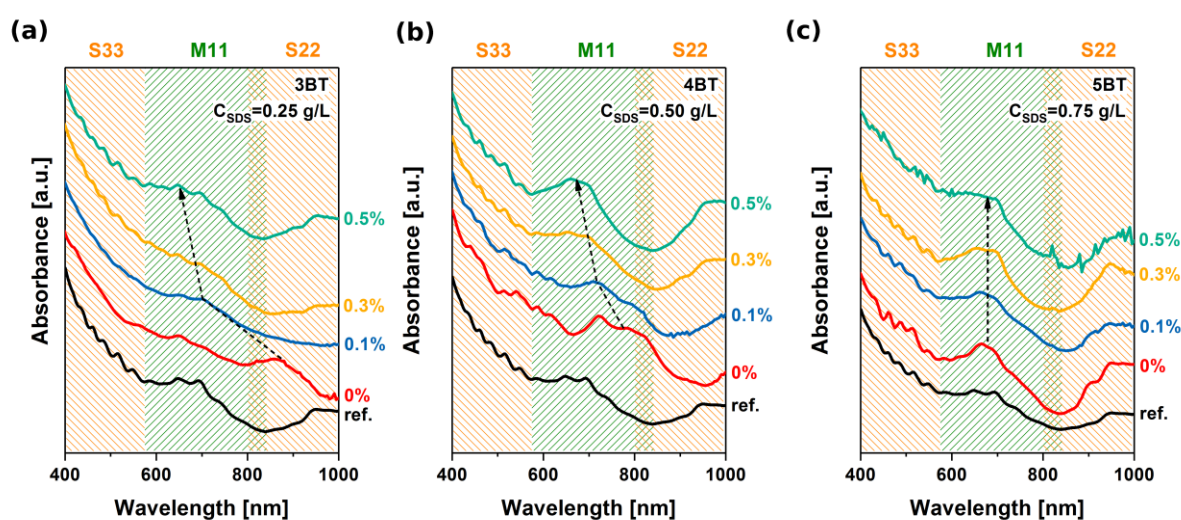 (a)
S33 M11 S22
3BT
C_SDS=0.25 g/L
0.5%
0.3%
0.1%
0%
ref.
Absorbance [a.u.]
400 600 800 1000
Wavelength [nm]
(b)
S33 M11 S22
4BT
C_SDS=0.50 g/L
0.5%
0.3%
0.1%
0%
ref.
Absorbance [a.u.]
400 600 800 1000
Wavelength [nm]
(c)
S33 M11 S22
5BT
C_SDS=0.75 g/L
0.5%
0.3%
0.1%
0%
ref.
Absorbance [a.u.]
400 600 800 1000
Wavelength [nm]